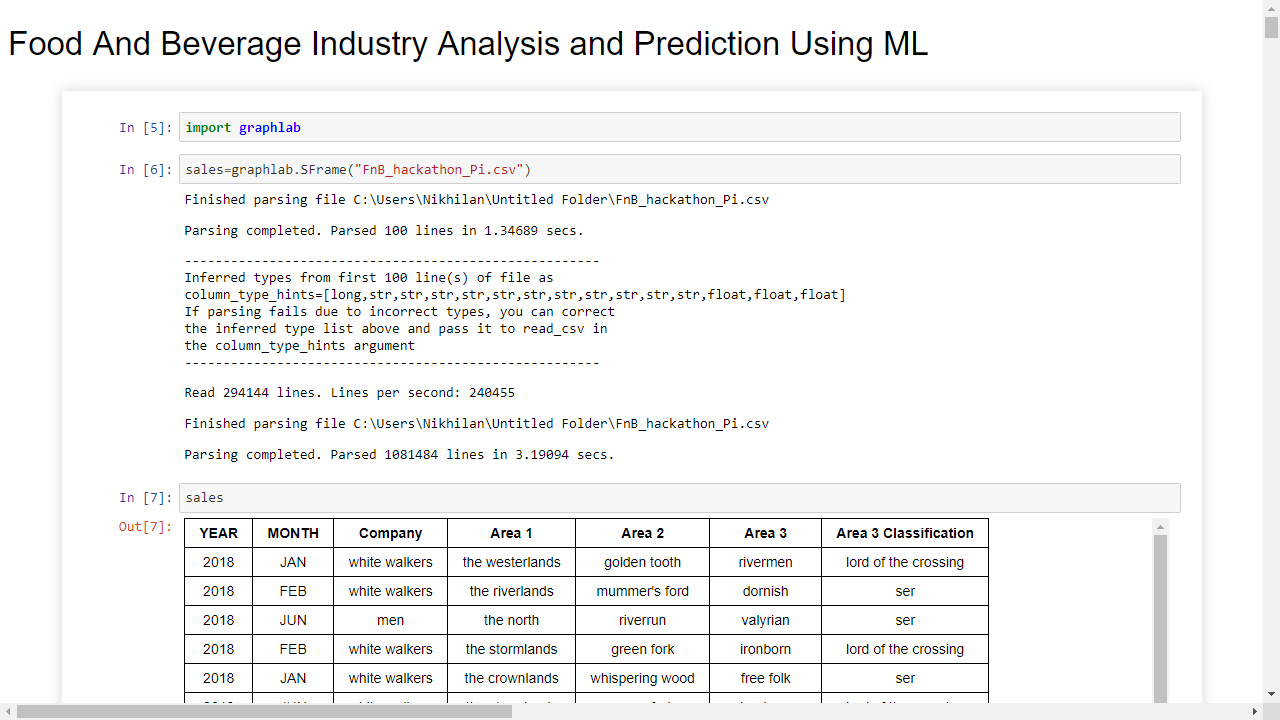 Food And Beverage Industry Analysis and Prediction Using ML
In [5]: import graphlab
In [6]: sales=graphlab.SFrame("FnB_hackathon_Pi.csv")
Finished parsing file C:\Users\Nikhilan\Untitled Folder\FnB_hackathon_Pi.csv
Parsing completed. Parsed 100 lines in 1.34689 secs.
------------------------------------------------------
Inferred types from first 100 line(s) of file as
column_type_hints=[long,str,str,str,str,str,str,str,str,str,str,str,float,float,float]
If parsing fails due to incorrect types, you can correct
the inferred type list above and pass it to read_csv in
the column_type_hints argument
------------------------------------------------------
Read 294144 lines. Lines per second: 240455
Finished parsing file C:\Users\Nikhilan\Untitled Folder\FnB_hackathon_Pi.csv
Parsing completed. Parsed 1081484 lines in 3.19094 secs.
In [7]: sales
Out[7]:
YEAR MONTH Company Area 1 Area 2 Area 3 Area 3 Classification
2018 JAN white walkers the westerlands golden tooth rivermen lord of the crossing
2018 FEB white walkers the riverlands mummer's ford dornish ser
2018 JUN men the north riverrun valyrian ser
2018 FEB white walkers the stormlands green fork ironborn lord of the crossing
2018 JAN white walkers the crownlands whispering wood free folk ser